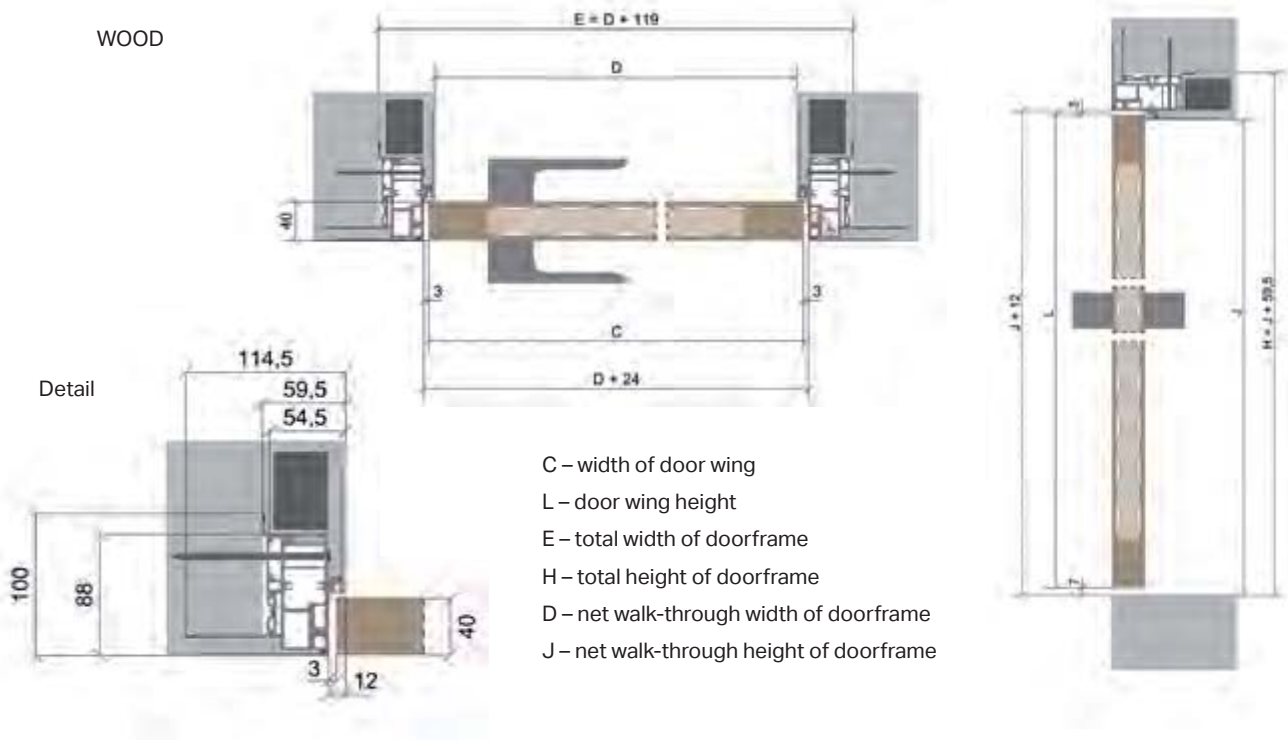 WOOD
E = D + 119
D
40
3
3
C
D + 24
J + 12
L
J
H = J + 59,5
7
Detail
114,5
59,5
54,5
100
88
40
3
12
C – width of door wing
L – door wing height
E – total width of doorframe
H – total height of doorframe
D – net walk-through width of doorframe
J – net walk-through height of doorframe